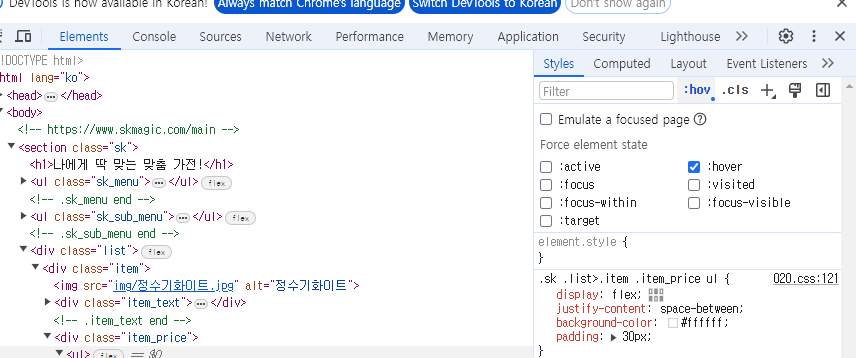 DevTools is now available in Korean!
Always match Chrome's language
Switch DevTools to Korean
Don't show again
Elements Console Sources Network Performance Memory Application Security Lighthouse
!DOCTYPE html>
html lang="ko">
<head> ••• </head>
<body>
<!-- https://www.skmagic.com/main -->
<section class="sk">
<h1>나에게 딱 맞는 맞춤 가전!</h1>
<ul class="sk_menu"> ••• </ul> flex
<!-- .sk_menu end -->
<ul class="sk_sub_menu"> ••• </ul> flex
<!-- .sk_sub_menu end -->
<div class="list"> flex
<div class="item">
<img src="img/정수기화이트.jpg" alt="정수기화이트">
<div class="item_text"> ••• </div>
<!-- .item_text end -->
<div class="item_price">
<ul> flex == $0
Styles Computed Layout Event Listeners
Filter
:hov .cls
Emulate a focused page
Force element state
:active :hover
:focus :visited
:focus-within :focus-visible
:target
element.style {
}
.sk .list>.item .item_price ul { 020.css:121
display: flex;
justify-content: space-between;
background-color: #ffffff;
padding: 30px;
}